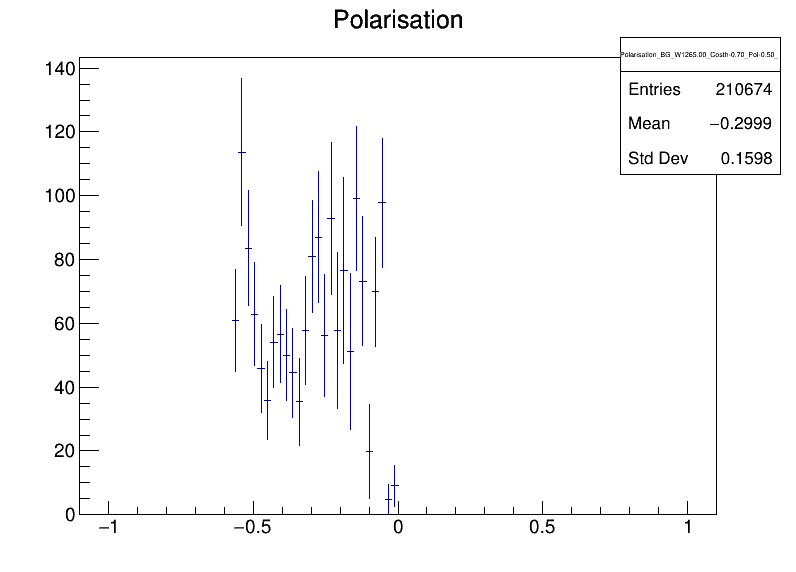 Polarisation
Polarisation_BG_W1265.00_Costh-0.70_Pol-0.50_
Entries 210674
Mean −0.2999
Std Dev 0.1598
140
120
100
80
60
40
20
0
−1 −0.5 0 0.5 1